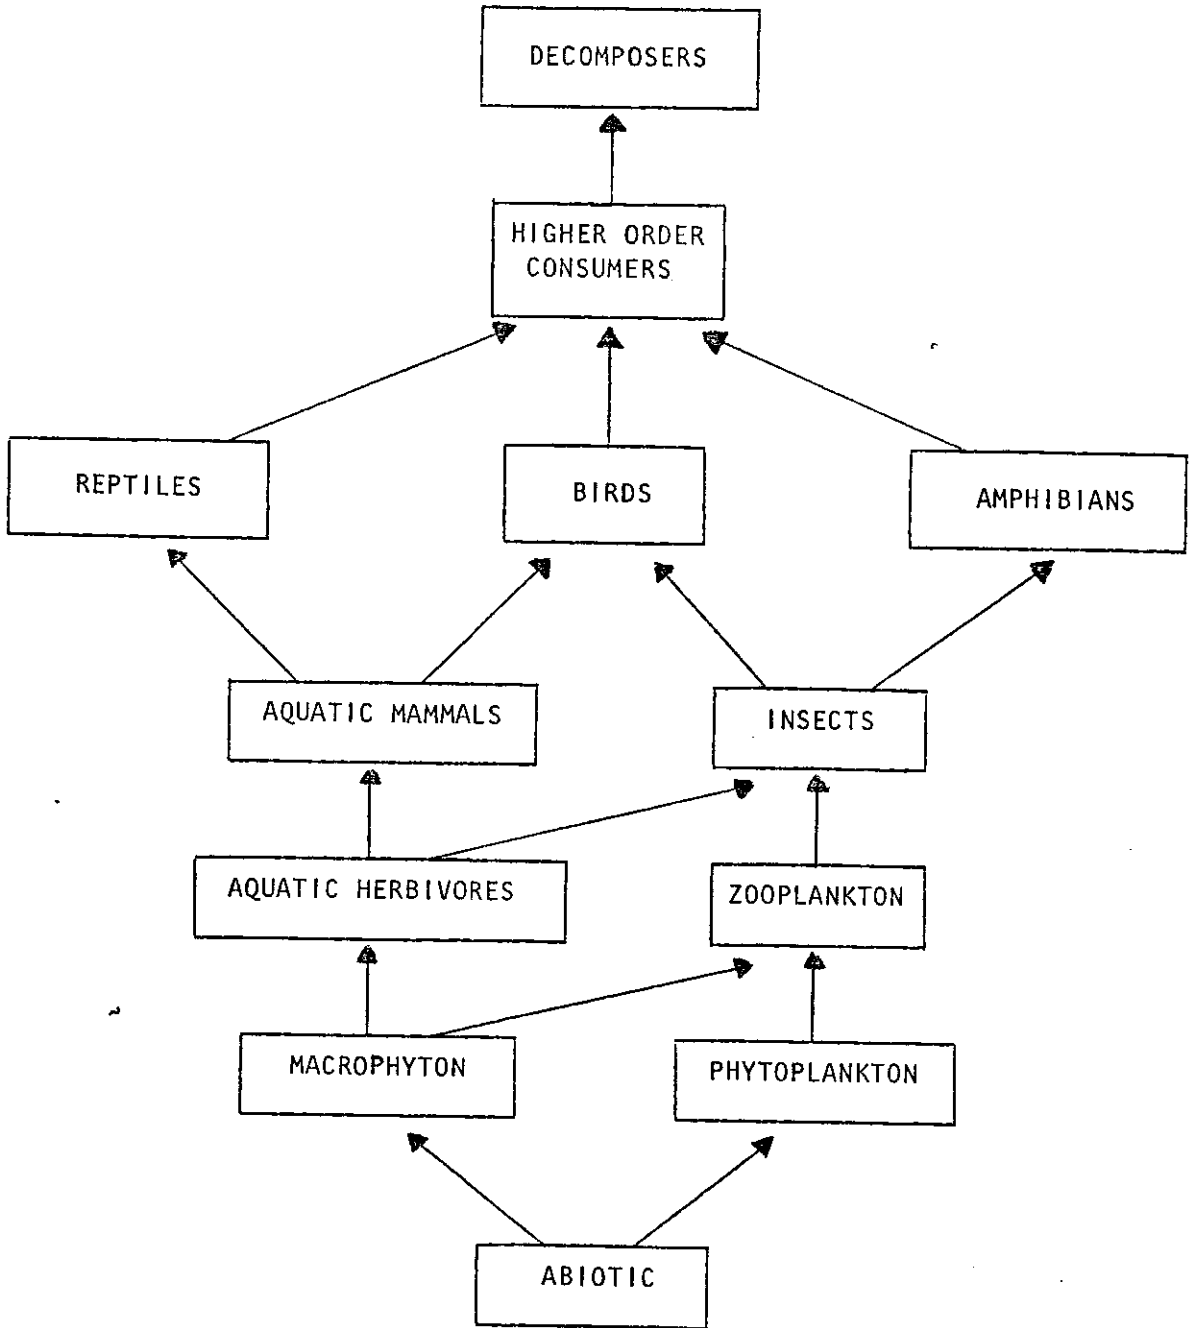 DECOMPOSERS
HIGHER ORDER
CONSUMERS
REPTILES
BIRDS
AMPHIBIANS
AQUATIC MAMMALS
INSECTS
AQUATIC HERBIVORES
ZOOPLANKTON
MACROPHYTON
PHYTOPLANKTON
ABIOTIC